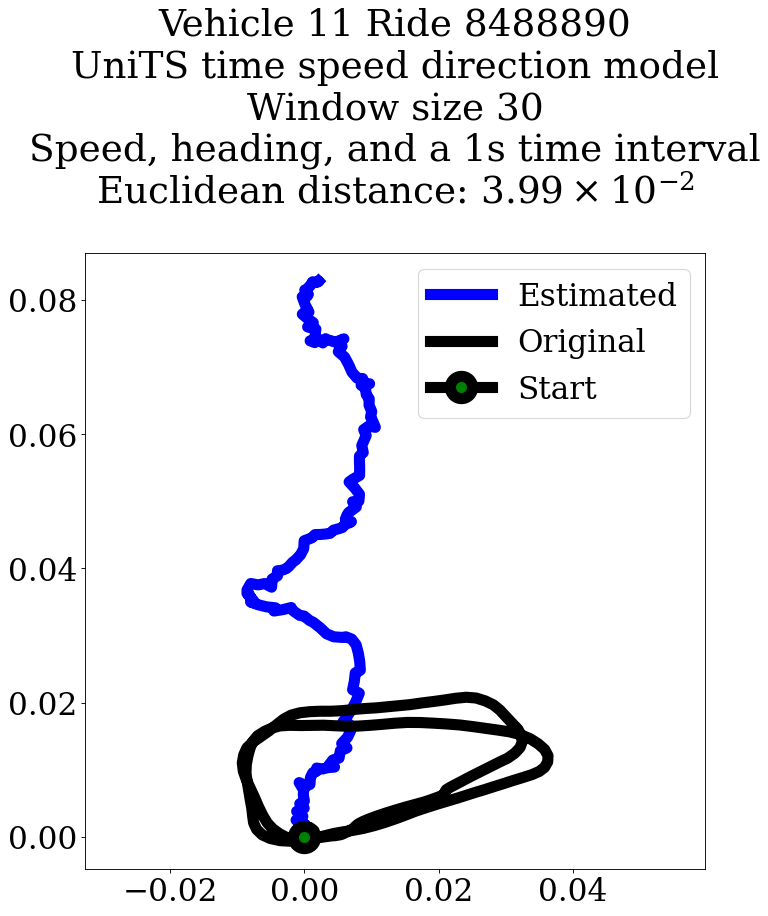 Vehicle 11 Ride 8488890
UniTS time speed direction model
Window size 30
Speed, heading, and a 1s time interval
Euclidean distance: 3.99 × 10⁻²
Estimated
Original
Start
0.08
0.06
0.04
0.02
0.00
−0.02 0.00 0.02 0.04